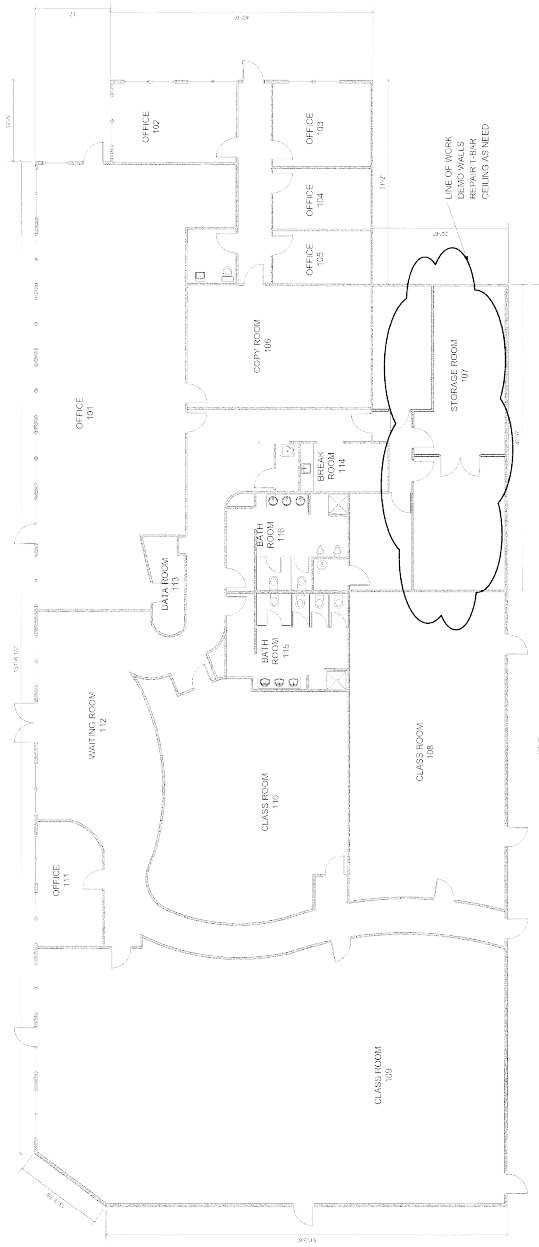 LINE OF WORK
DEMO WALLS
REPAIR T-BAR
CEILING AS NEED
OFFICE
102
OFFICE
103
OFFICE
104
OFFICE
105
COPY ROOM
106
OFFICE
101
STORAGE ROOM
107
BREAK
ROOM
114
BATH
ROOM
116
DATA ROOM
113
BATH
ROOM
115
WAITING ROOM
112
CLASS ROOM
110
CLASS ROOM
108
OFFICE
111
CLASS ROOM
109